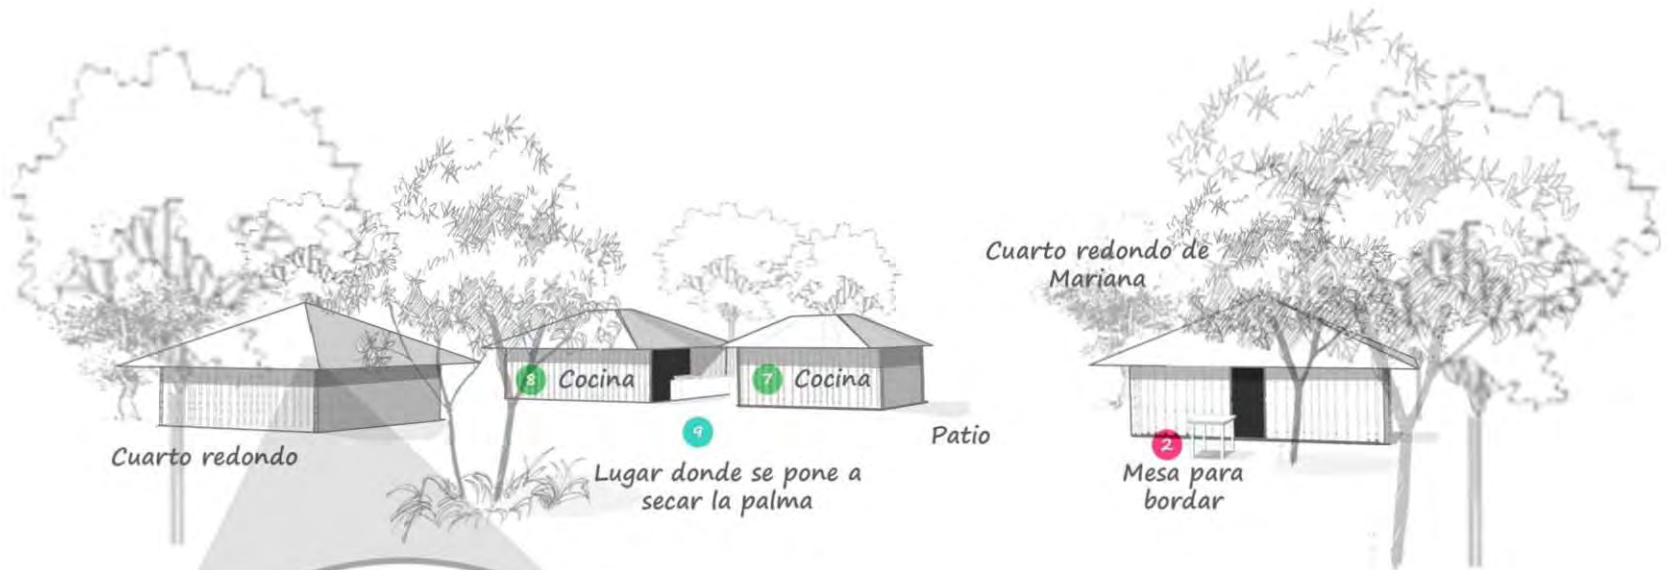 Cuarto redondo de
Mariana
8 Cocina
7 Cocina
9
Patio
Cuarto redondo
Lugar donde se pone a
secar la palma
2
Mesa para
bordar